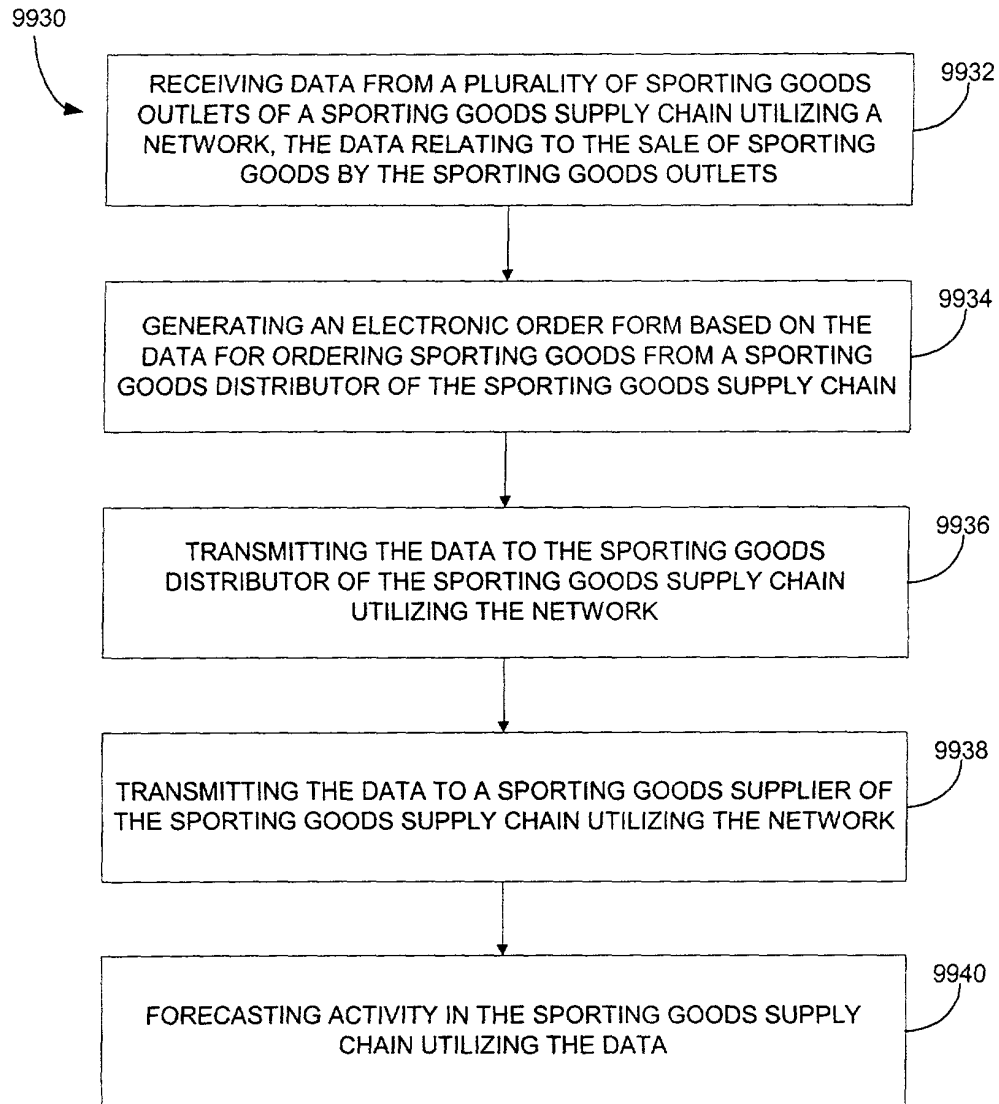 9930
RECEIVING DATA FROM A PLURALITY OF SPORTING GOODS
OUTLETS OF A SPORTING GOODS SUPPLY CHAIN UTILIZING A
NETWORK, THE DATA RELATING TO THE SALE OF SPORTING
GOODS BY THE SPORTING GOODS OUTLETS
9932
GENERATING AN ELECTRONIC ORDER FORM BASED ON THE
DATA FOR ORDERING SPORTING GOODS FROM A SPORTING
GOODS DISTRIBUTOR OF THE SPORTING GOODS SUPPLY CHAIN
9934
TRANSMITTING THE DATA TO THE SPORTING GOODS
DISTRIBUTOR OF THE SPORTING GOODS SUPPLY CHAIN
UTILIZING THE NETWORK
9936
TRANSMITTING THE DATA TO A SPORTING GOODS SUPPLIER OF
THE SPORTING GOODS SUPPLY CHAIN UTILIZING THE NETWORK
9938
FORECASTING ACTIVITY IN THE SPORTING GOODS SUPPLY
CHAIN UTILIZING THE DATA
9940